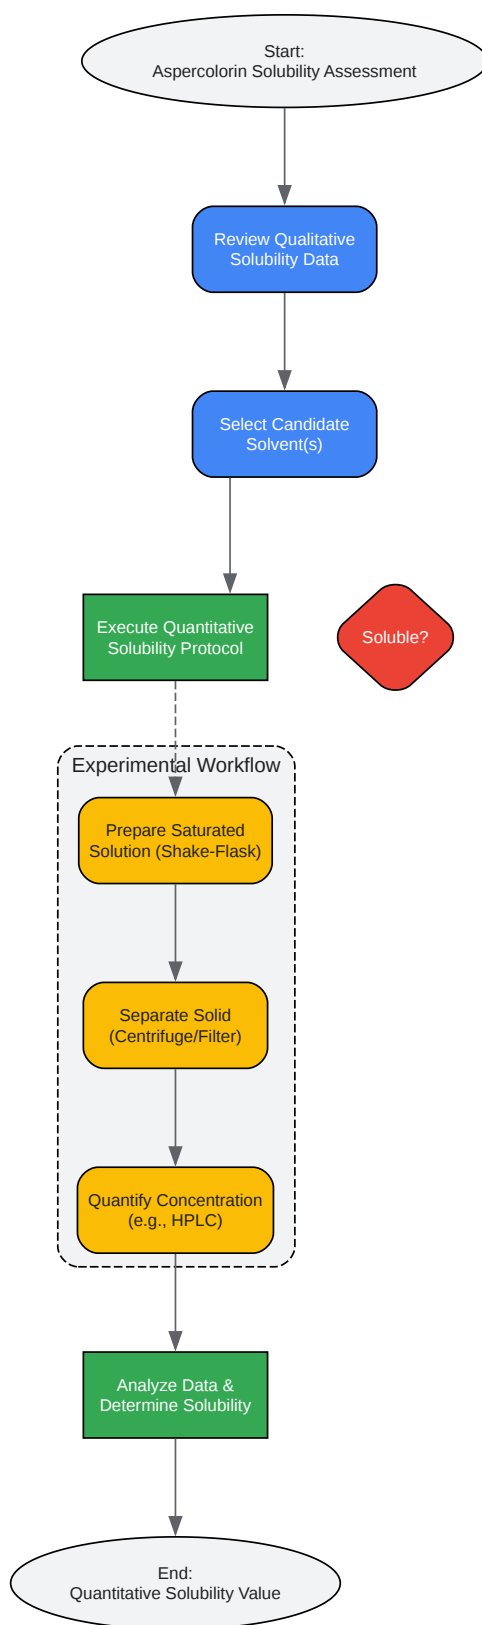 Start:
Aspercolorin Solubility Assessment
Review Qualitative
Solubility Data
Select Candidate
Solvent(s)
Execute Quantitative
Solubility Protocol
Soluble?
Experimental Workflow
Prepare Saturated
Solution (Shake-Flask)
Separate Solid
(Centrifuge/Filter)
Quantify Concentration
(e.g., HPLC)
Analyze Data &
Determine Solubility
End:
Quantitative Solubility Value